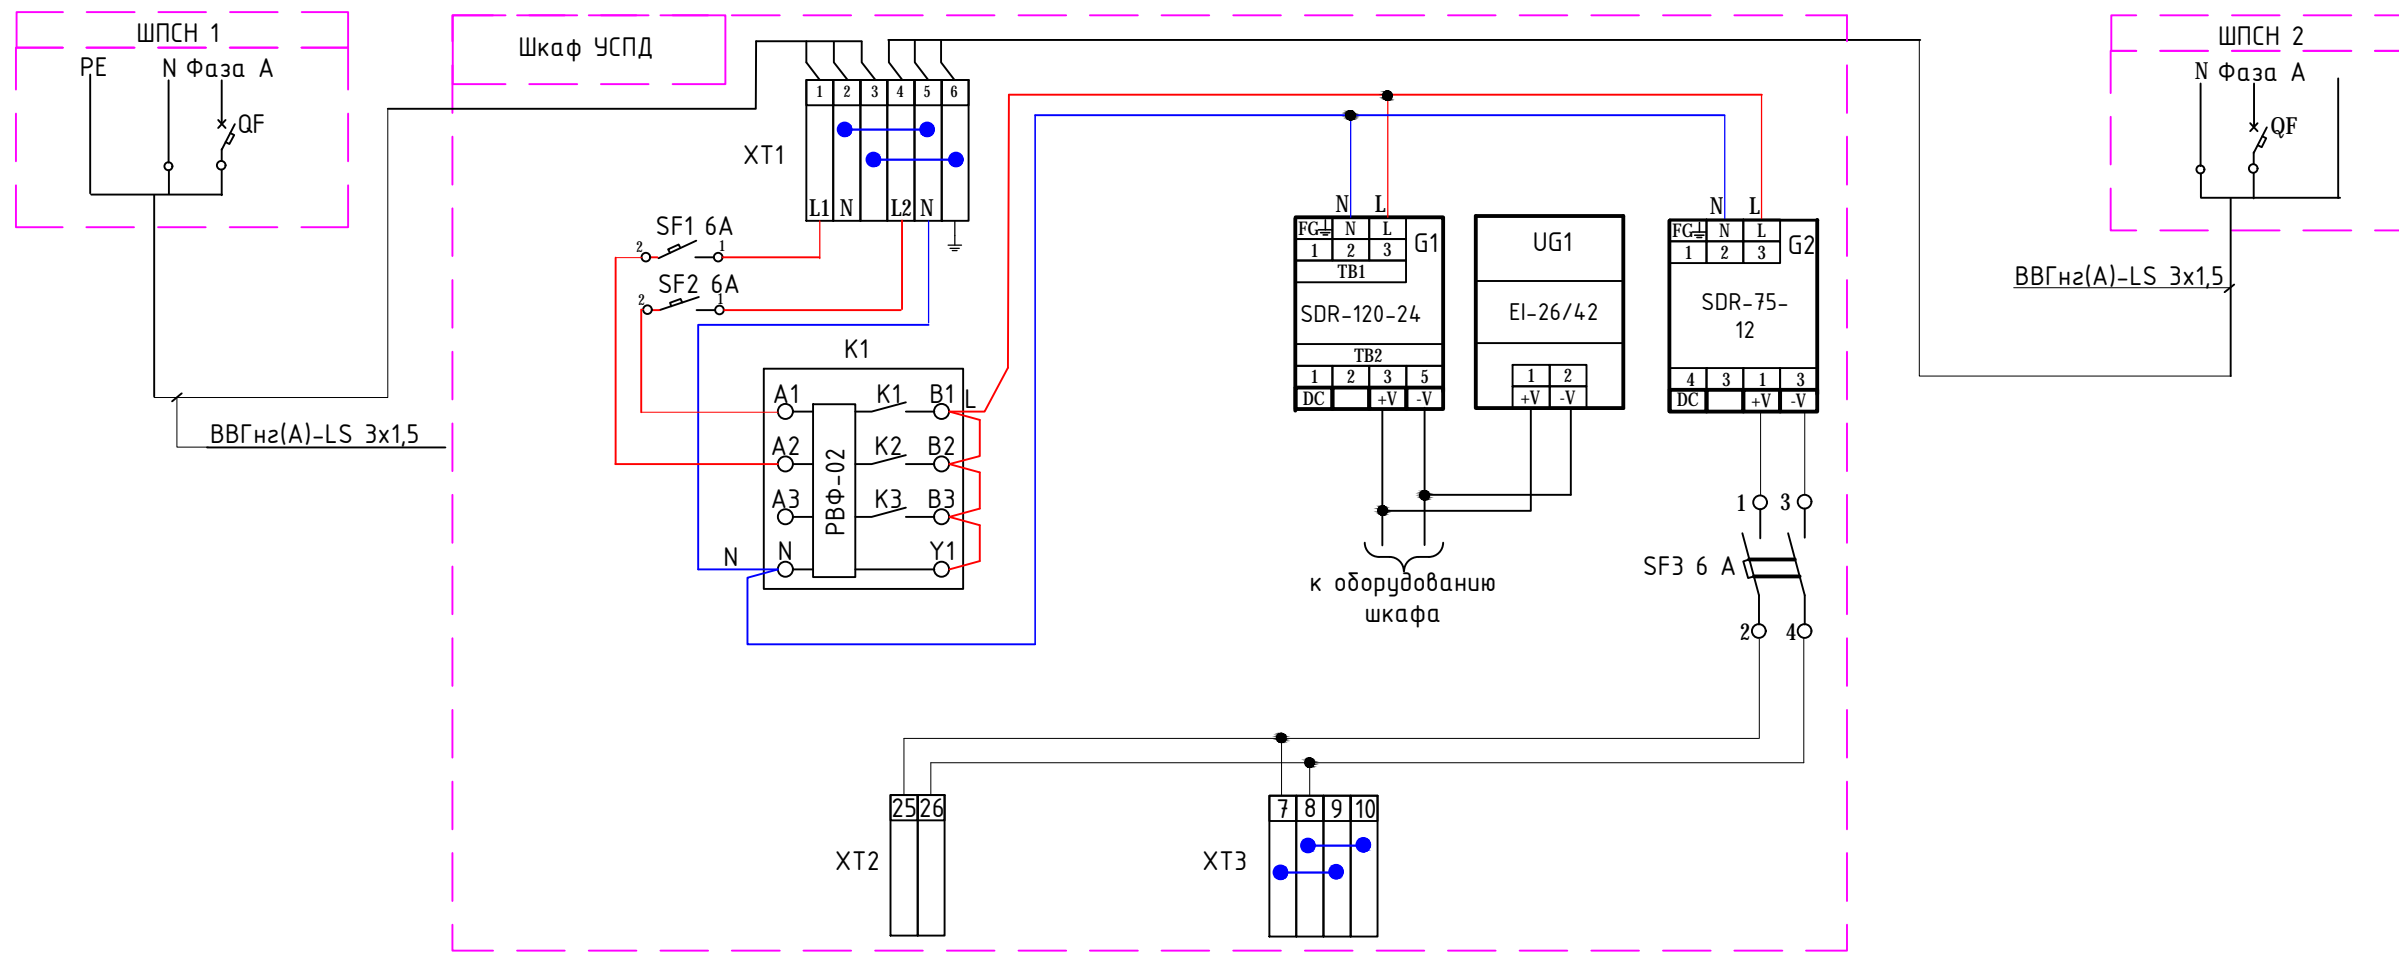 ШПСН 1
PE
N
Фаза А
QF
ВВГнг(А)-LS 3х1,5
Шкаф УСПД
1 2 3 4 5 6
XT1
L1 N L2 N
SF1 6А
2 1
SF2 6А
2 1
K1
A1 K1 B1 L
A2 K2 B2
A3 K3 B3
N N Y1
РВФ-02
N L
FG N L
1 2 3
G1
TB1
SDR-120-24
TB2
1 2 3 5
DC +V -V
к оборудованию
шкафа
UG1
EI-26/42
1 2
+V -V
N L
FG N L
1 2 3
G2
SDR-75-
12
4 3 1 3
DC +V -V
1 3
SF3 6 А
2 4
25 26
XT2
7 8 9 10
XT3
ШПСН 2
N Фаза А
QF
ВВГнг(А)-LS 3х1,5